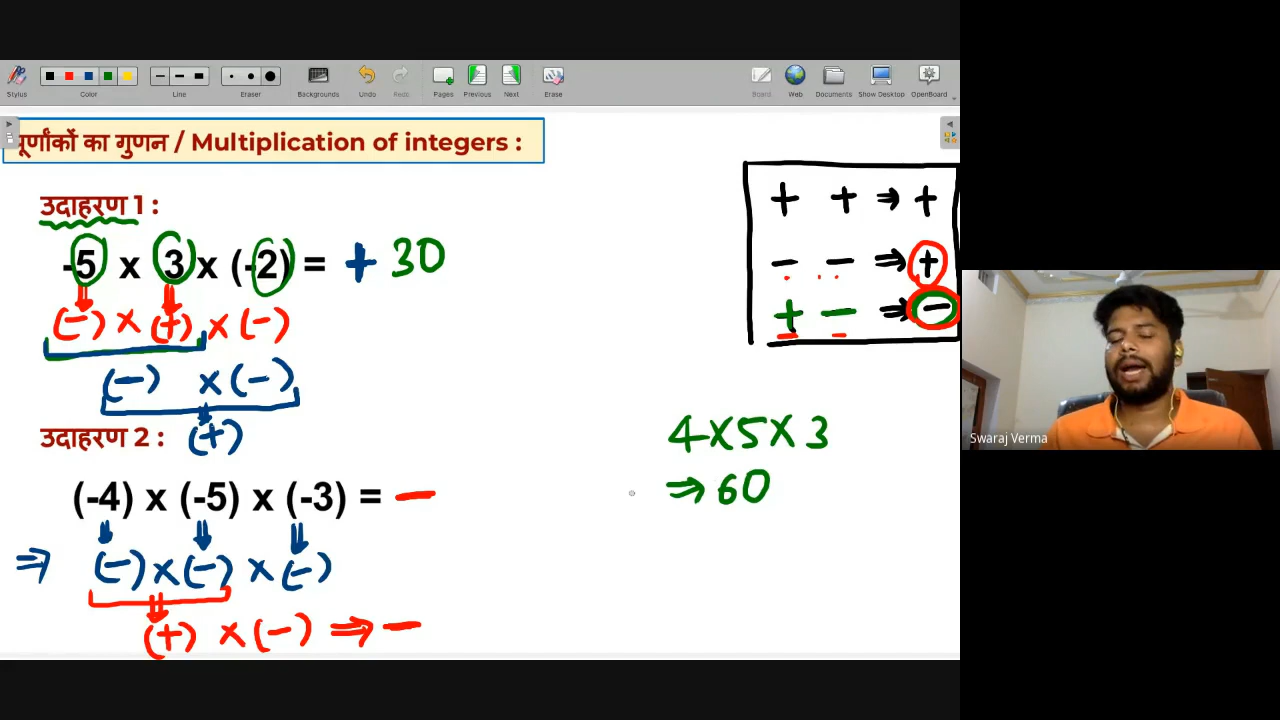 Stylus Color Line Eraser Backgrounds Undo Redo Pages Previous Next Erase Board Web Documents Show Desktop OpenBoard
पूर्णांकों का गुणन / Multiplication of integers :
उदाहरण 1 :
-5 x 3 x (-2) = + 30
(-) × (+) × (-)
(-) × (-)
(+)
+ + ⇒ +
- - ⇒ +
+ - ⇒ -
Swaraj Verma
उदाहरण 2 :
(-4) x (-5) x (-3) = -
⇒ (-) × (-) × (-)
(+) × (-) ⇒ -
4 × 5 × 3
⇒ 60